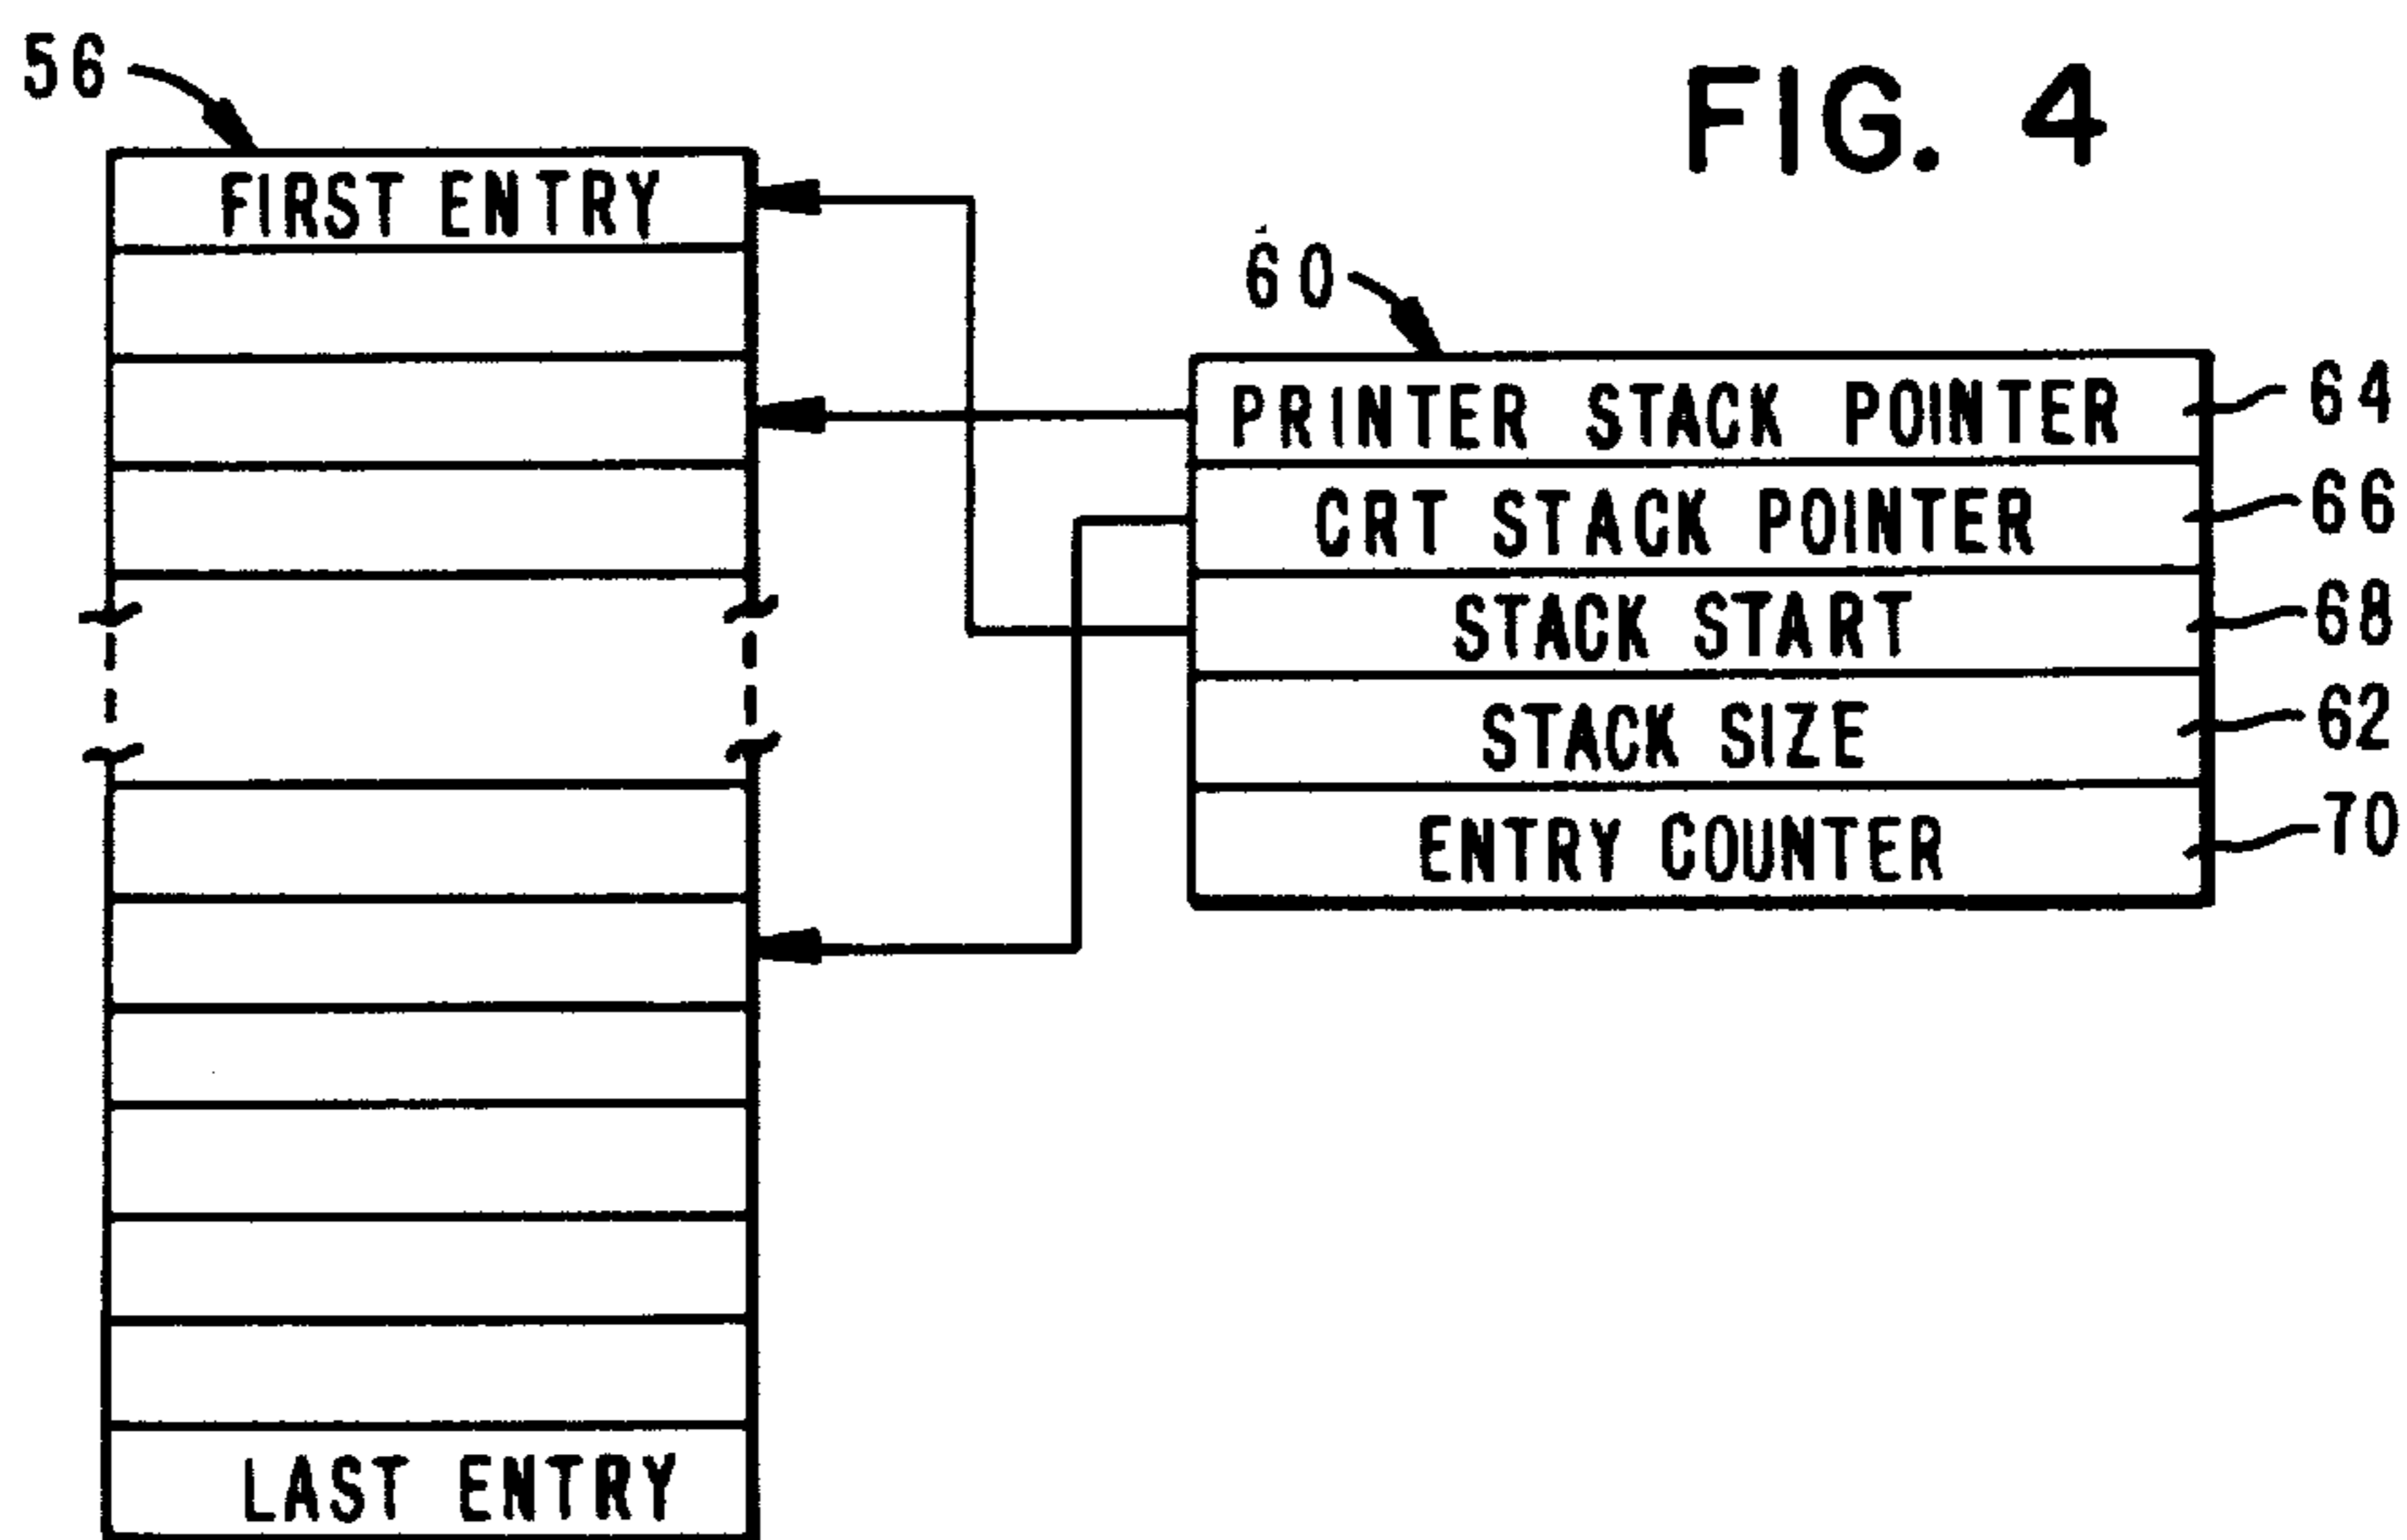 56
FIG. 4
FIRST ENTRY
60
PRINTER STACK POINTER 64
CRT STACK POINTER 66
STACK START 68
STACK SIZE 62
ENTRY COUNTER 70
LAST ENTRY